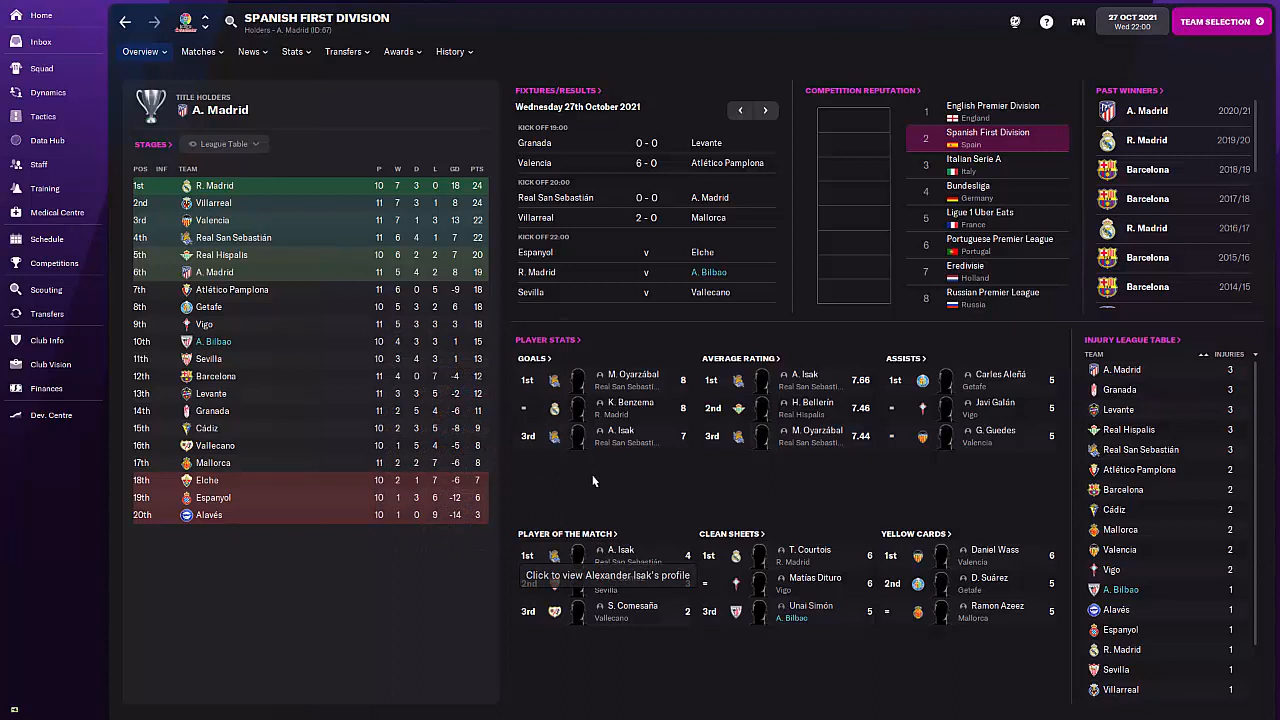 Home
Inbox
Squad
Dynamics
Tactics
Data Hub
Staff
Training
Medical Centre
Schedule
Competitions
Scouting
Transfers
Club Info
Club Vision
Finances
Dev. Centre
SPANISH FIRST DIVISION
Holders - A. Madrid (ID:67)
FM
27 OCT 2021
Wed 22:00
TEAM SELECTION
Overview Matches News Stats Transfers Awards History
TITLE HOLDERS
A. Madrid
STAGES League Table
POS INF TEAM P W D L GD PTS
1st R. Madrid 10 7 3 0 18 24
2nd Villarreal 11 7 3 1 8 24
3rd Valencia 11 7 1 3 13 22
4th Real San Sebastián 11 6 4 1 7 22
5th Real Hispalis 10 6 2 2 7 20
6th A. Madrid 11 5 4 2 8 19
7th Atlético Pamplona 11 6 0 5 -9 18
8th Getafe 10 5 3 2 6 18
9th Vigo 11 5 3 3 3 18
10th A. Bilbao 10 4 3 3 1 15
11th Sevilla 10 3 4 3 1 13
12th Barcelona 11 4 0 7 -4 12
13th Levante 11 3 3 5 -2 12
14th Granada 11 2 5 4 -6 11
15th Cádiz 10 2 3 5 -8 9
16th Vallecano 10 1 5 4 -5 8
17th Mallorca 11 2 2 7 -6 8
18th Elche 10 2 1 7 -6 7
19th Espanyol 10 1 3 6 -12 6
20th Alavés 10 1 0 9 -14 3
FIXTURES/RESULTS
Wednesday 27th October 2021
KICK OFF 19:00
Granada 0 - 0 Levante
Valencia 6 - 0 Atlético Pamplona
KICK OFF 20:00
Real San Sebastián 0 - 0 A. Madrid
Villarreal 2 - 0 Mallorca
KICK OFF 22:00
Espanyol v Elche
R. Madrid v A. Bilbao
Sevilla v Vallecano
COMPETITION REPUTATION
1 English Premier Division
England
2 Spanish First Division
Spain
3 Italian Serie A
Italy
4 Bundesliga
Germany
5 Ligue 1 Uber Eats
France
6 Portuguese Premier League
Portugal
7 Eredivisie
Holland
8 Russian Premier League
Russia
PAST WINNERS
A. Madrid 2020/21
R. Madrid 2019/20
Barcelona 2018/19
Barcelona 2017/18
R. Madrid 2016/17
Barcelona 2015/16
Barcelona 2014/15
PLAYER STATS
GOALS
1st M. Oyarzábal 8
Real San Sebasti...
= K. Benzema 8
R. Madrid
3rd A. Isak 7
Real San Sebasti...
AVERAGE RATING
1st A. Isak 7.66
Real San Sebasti...
2nd H. Bellerín 7.46
Real Hispalis
3rd M. Oyarzábal 7.44
Real San Sebasti...
ASSISTS
1st Carles Aleñá 5
Getafe
= Javi Galán 5
Vigo
= G. Guedes 5
Valencia
PLAYER OF THE MATCH
1st A. Isak 4
Click to view Alexander Isak's profile
Sevilla
3rd S. Comesaña 2
Vallecano
CLEAN SHEETS
1st T. Courtois 6
R. Madrid
= Matías Dituro 6
Vigo
3rd Unai Simón 5
A. Bilbao
YELLOW CARDS
1st Daniel Wass 6
Valencia
2nd D. Suárez 5
Getafe
= Ramon Azeez 5
Mallorca
INJURY LEAGUE TABLE
TEAM INJURIES
A. Madrid 3
Granada 3
Levante 3
Real Hispalis 3
Real San Sebastián 3
Atlético Pamplona 2
Barcelona 2
Cádiz 2
Mallorca 2
Valencia 2
Vigo 2
A. Bilbao 1
Alavés 1
Espanyol 1
R. Madrid 1
Sevilla 1
Villarreal 1